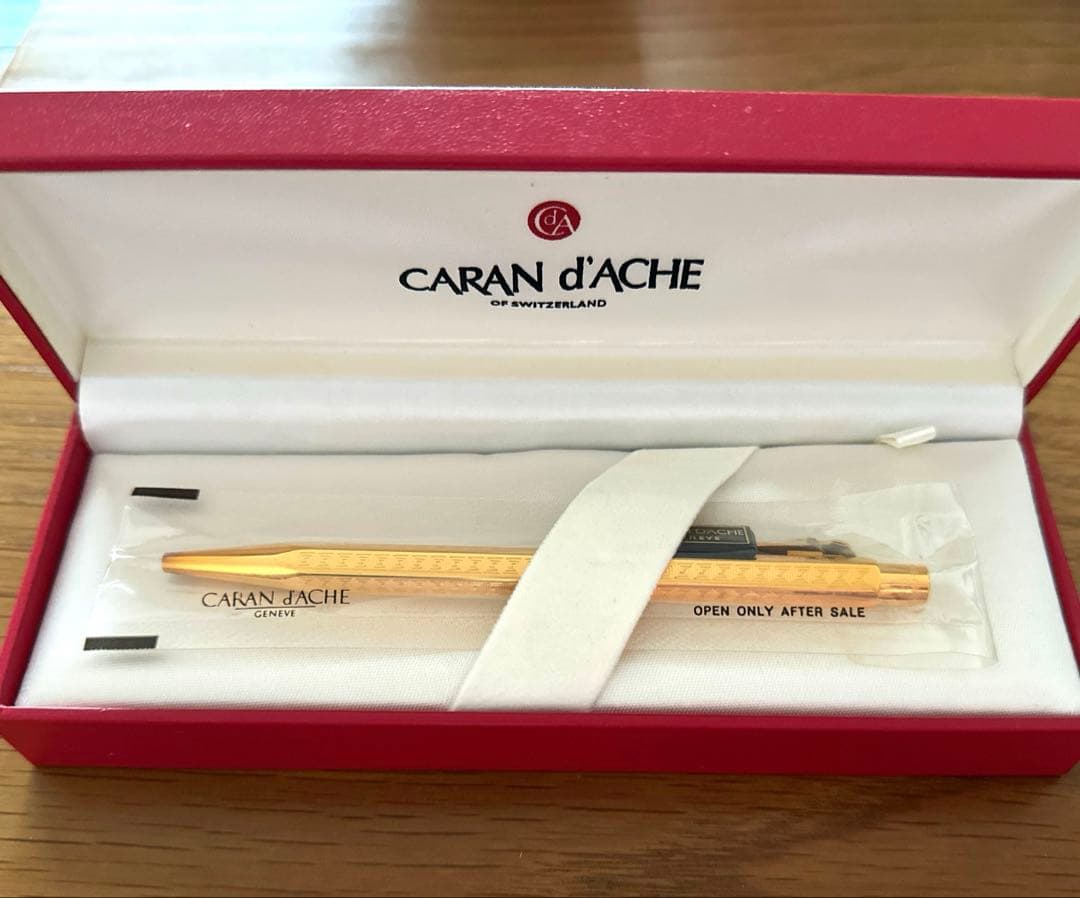 CdA
CARAN d'ACHE
OF SWITZERLAND
CARAN d'ACHE
GENEVE
OPEN ONLY AFTER SALE